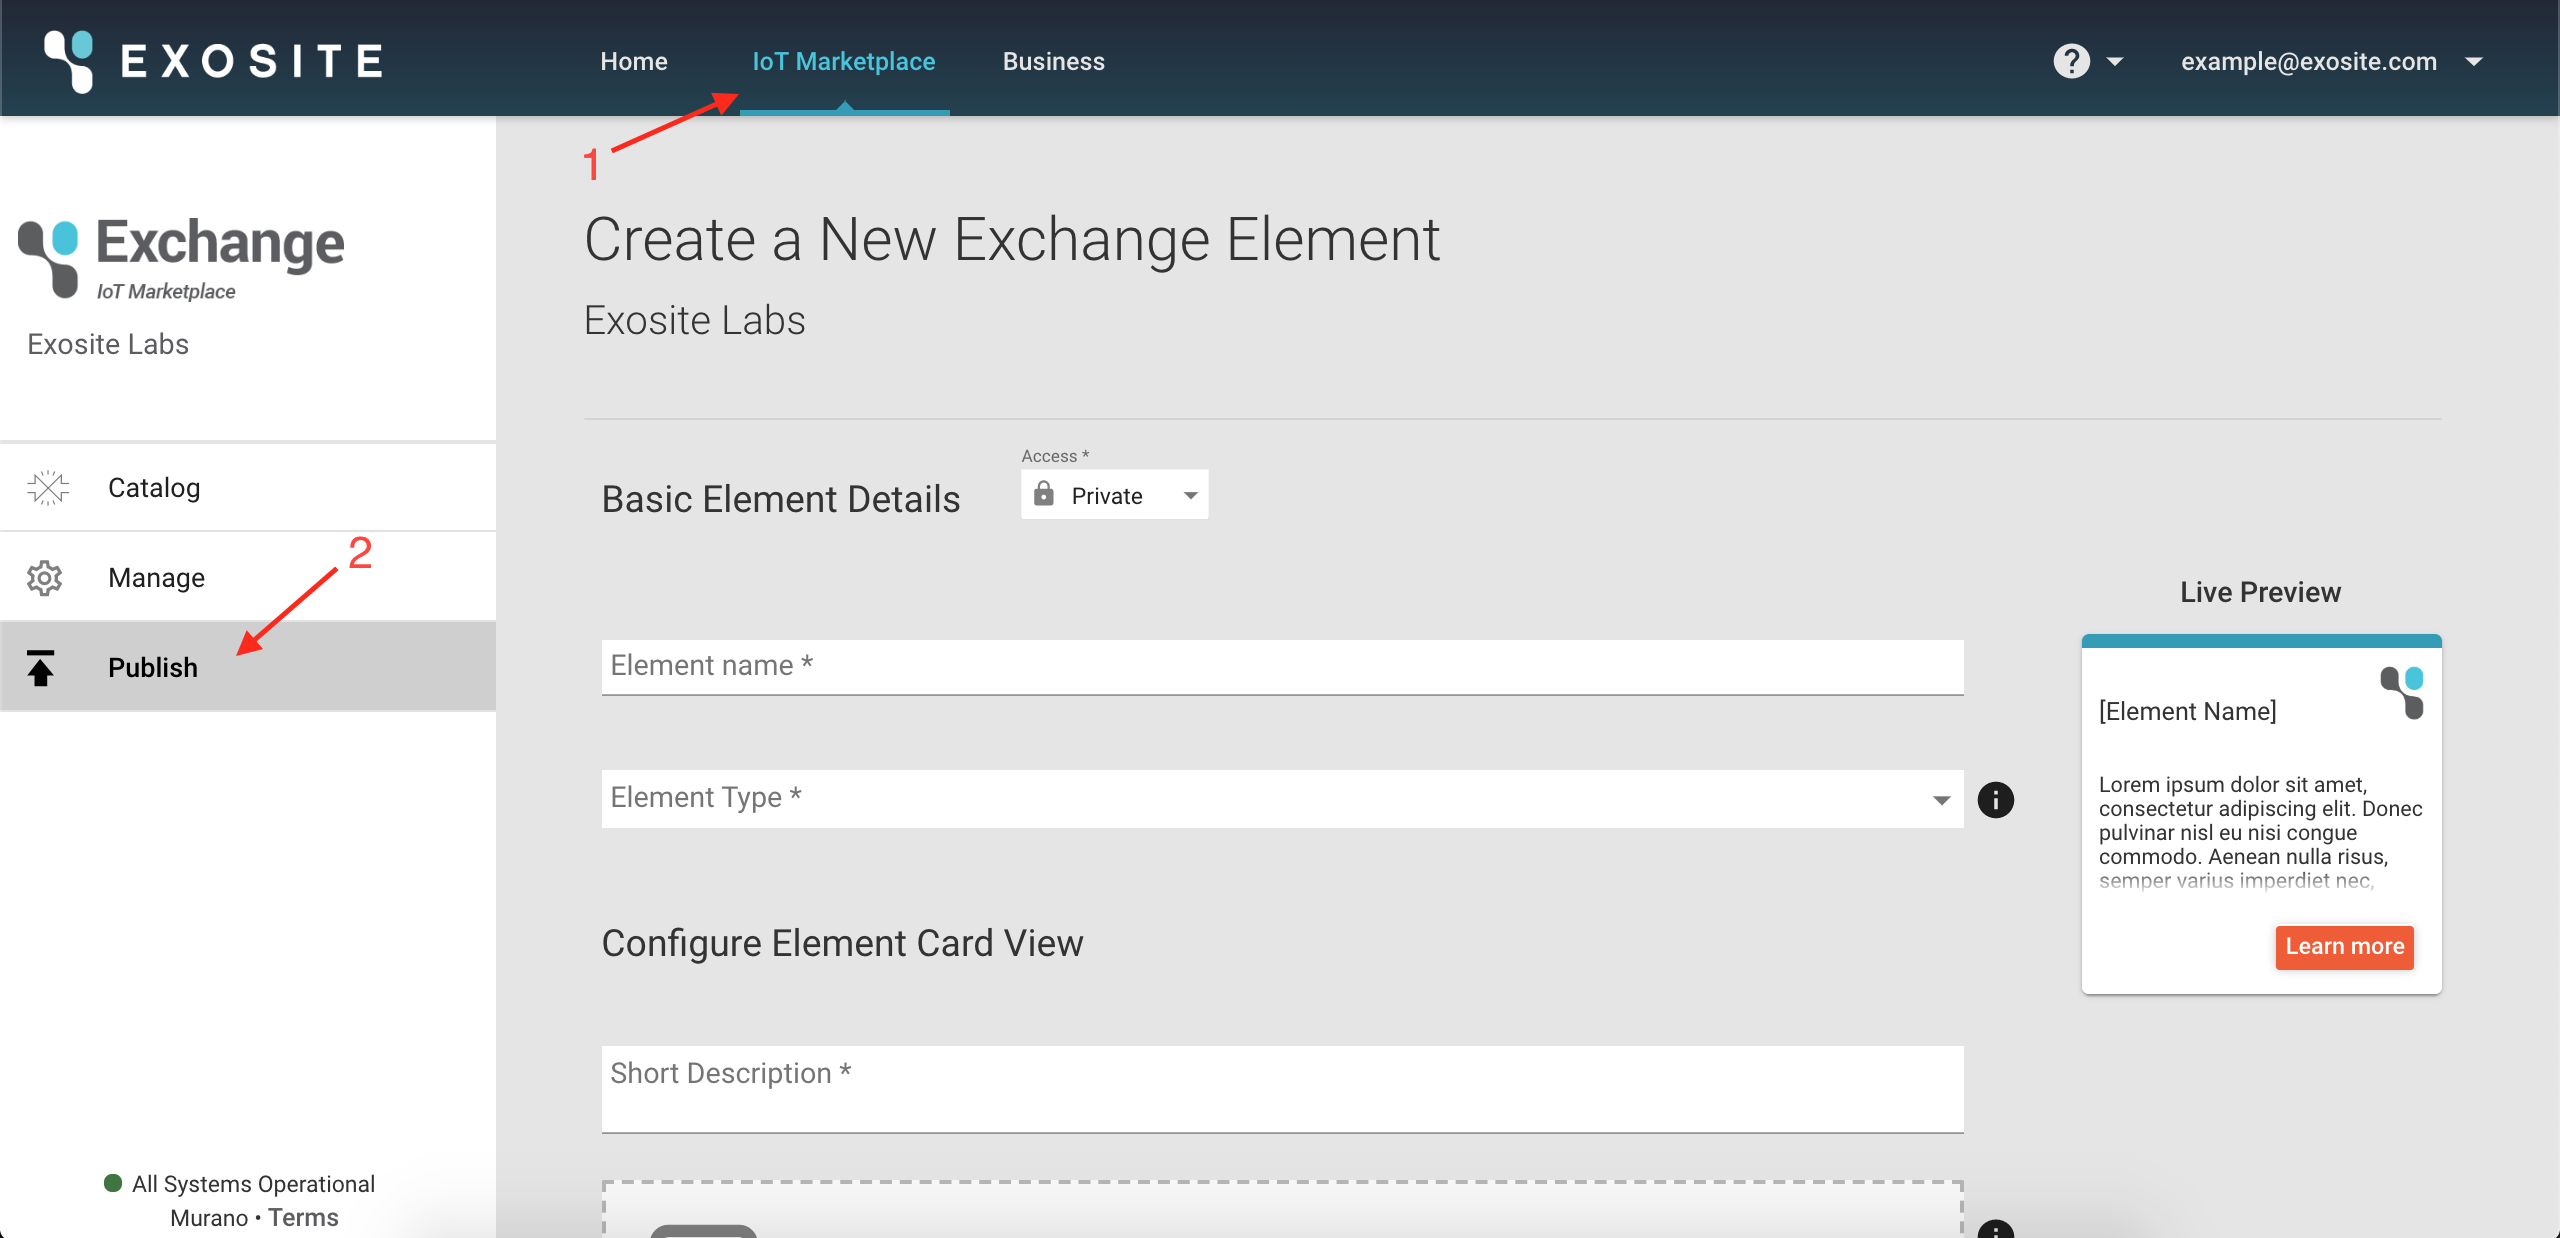 EXOSITE
Home
IoT Marketplace
Business
?
example@exosite.com
1
Exchange
IoT Marketplace
Exosite Labs
Catalog
Manage
2
Publish
All Systems Operational
Murano • Terms
Create a New Exchange Element
Exosite Labs
Basic Element Details
Access *
Private
Element name *
Element Type *
i
Configure Element Card View
Short Description *
i
Live Preview
[Element Name]
Lorem ipsum dolor sit amet,
consectetur adipiscing elit. Donec
pulvinar nisl eu nisi congue
commodo. Aenean nulla risus,
semper varius imperdiet nec,
Learn more